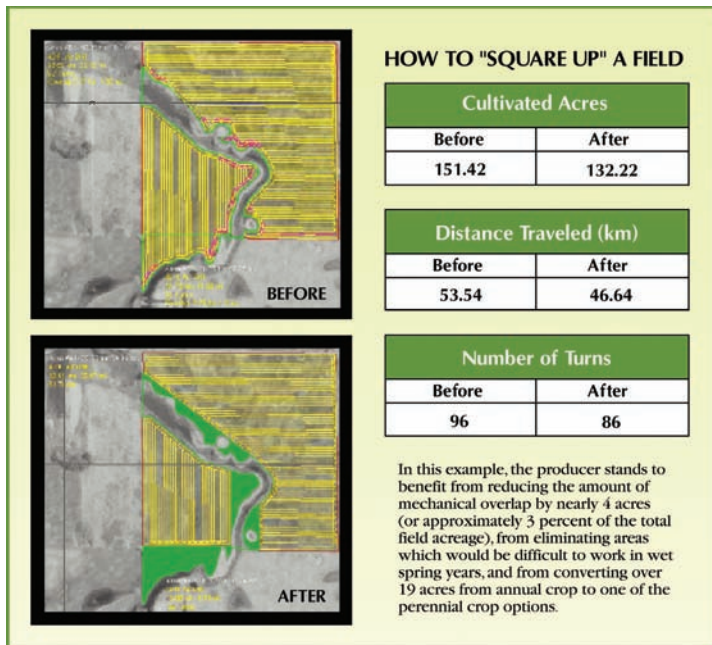 HOW TO "SQUARE UP" A FIELD
Cultivated Acres
Before After
151.42 132.22
Distance Traveled (km)
Before After
53.54 46.64
Number of Turns
Before After
96 86
BEFORE
AFTER
In this example, the producer stands to
benefit from reducing the amount of
mechanical overlap by nearly 4 acres
(or approximately 3 percent of the total
field acreage), from eliminating areas
which would be difficult to work in wet
spring years, and from converting over
19 acres from annual crop to one of the
perennial crop options.